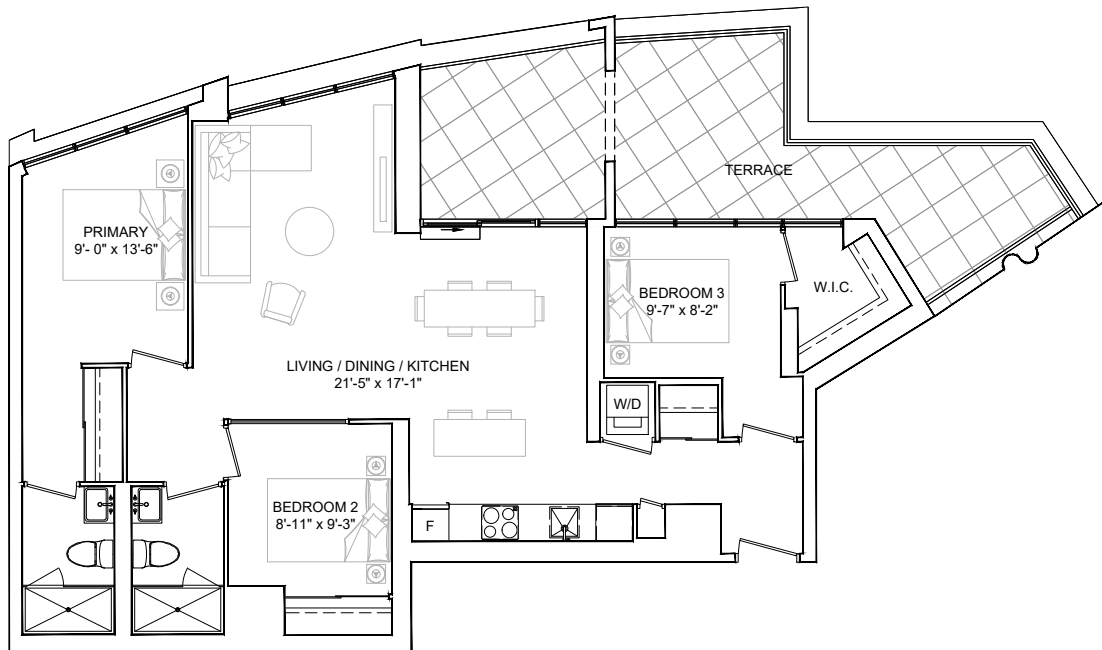 TERRACE
PRIMARY
9'- 0" x 13'-6"
W.I.C.
BEDROOM 3
9'-7" x 8'-2"
LIVING / DINING / KITCHEN
21'-5" x 17'-1"
W/D
BEDROOM 2
8'-11" x 9'-3"
F